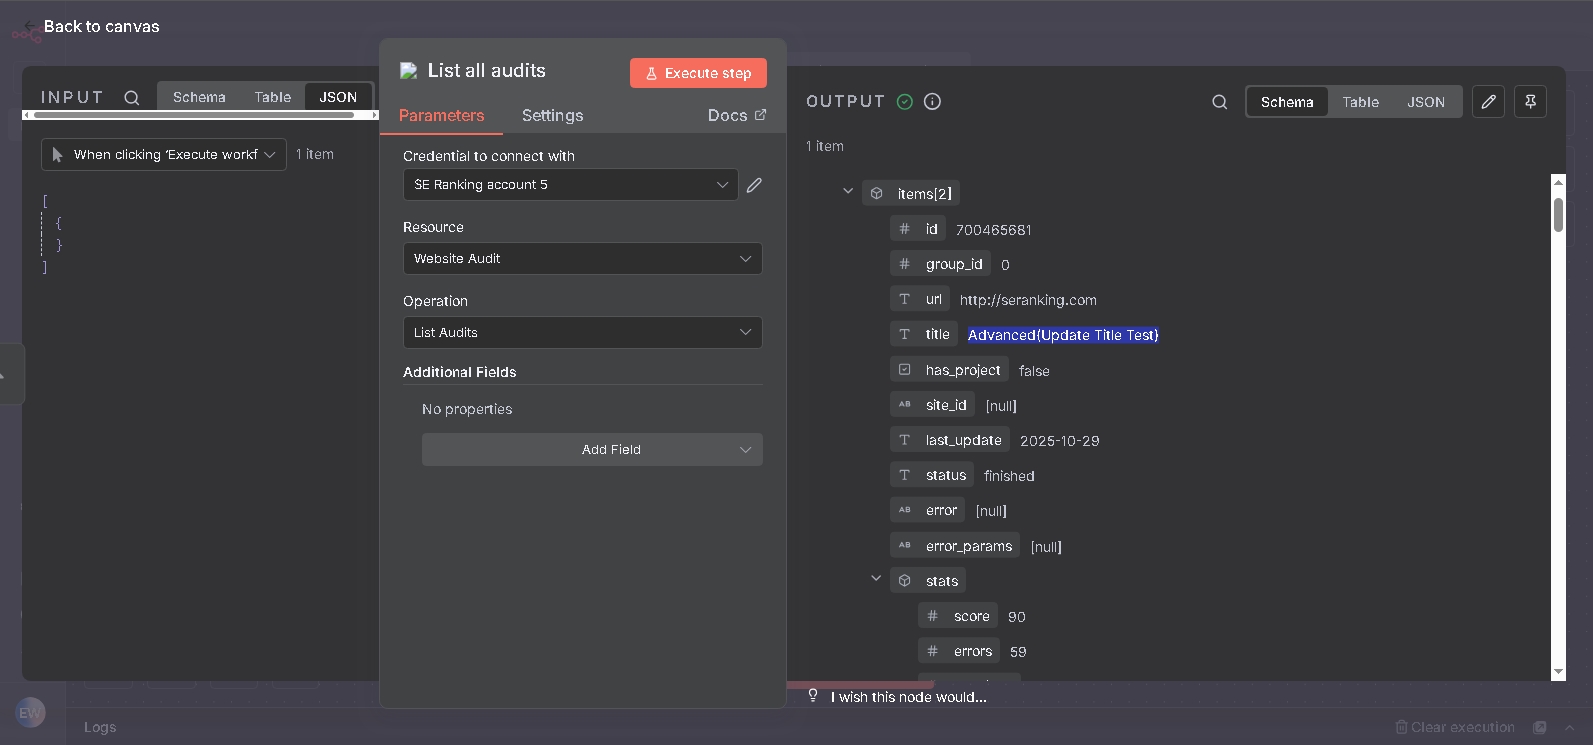 Back to canvas
INPUT
Schema
Table
JSON
When clicking 'Execute workf
1 item
[
{
}
]
List all audits
Execute step
Parameters
Settings
Docs
Credential to connect with
SE Ranking account 5
Resource
Website Audit
Operation
List Audits
Additional Fields
No properties
Add Field
OUTPUT
Schema
Table
JSON
1 item
items[2]
# id 700465681
# group_id 0
T url http://seranking.com
T title Advanced(Update Title Test)
has_project false
AB site_id [null]
T last_update 2025-10-29
T status finished
AB error [null]
AB error_params [null]
stats
# score 90
# errors 59
I wish this node would...
EW
Logs
Clear execution